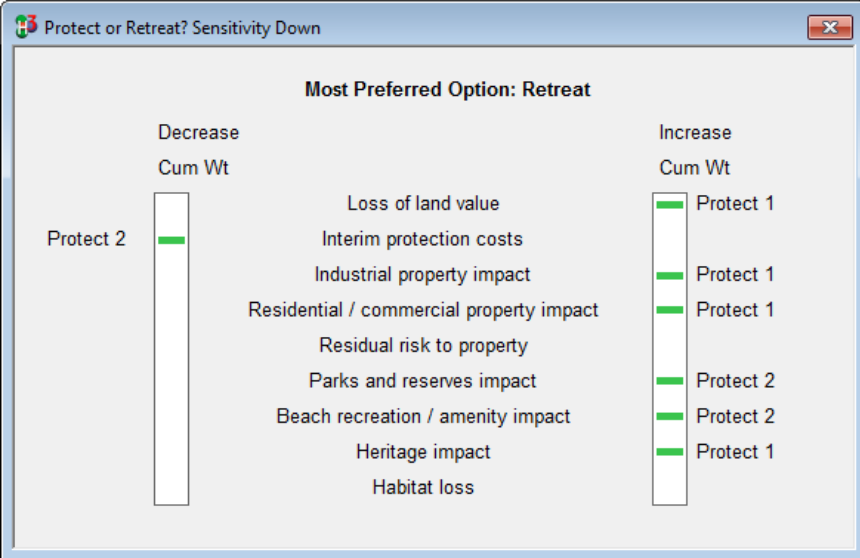 Protect or Retreat? Sensitivity Down
Most Preferred Option: Retreat
Decrease Increase
Cum Wt Cum Wt
Loss of land value Protect 1
Protect 2 Interim protection costs
Industrial property impact Protect 1
Residential / commercial property impact Protect 1
Residual risk to property
Parks and reserves impact Protect 2
Beach recreation / amenity impact Protect 2
Heritage impact Protect 1
Habitat loss